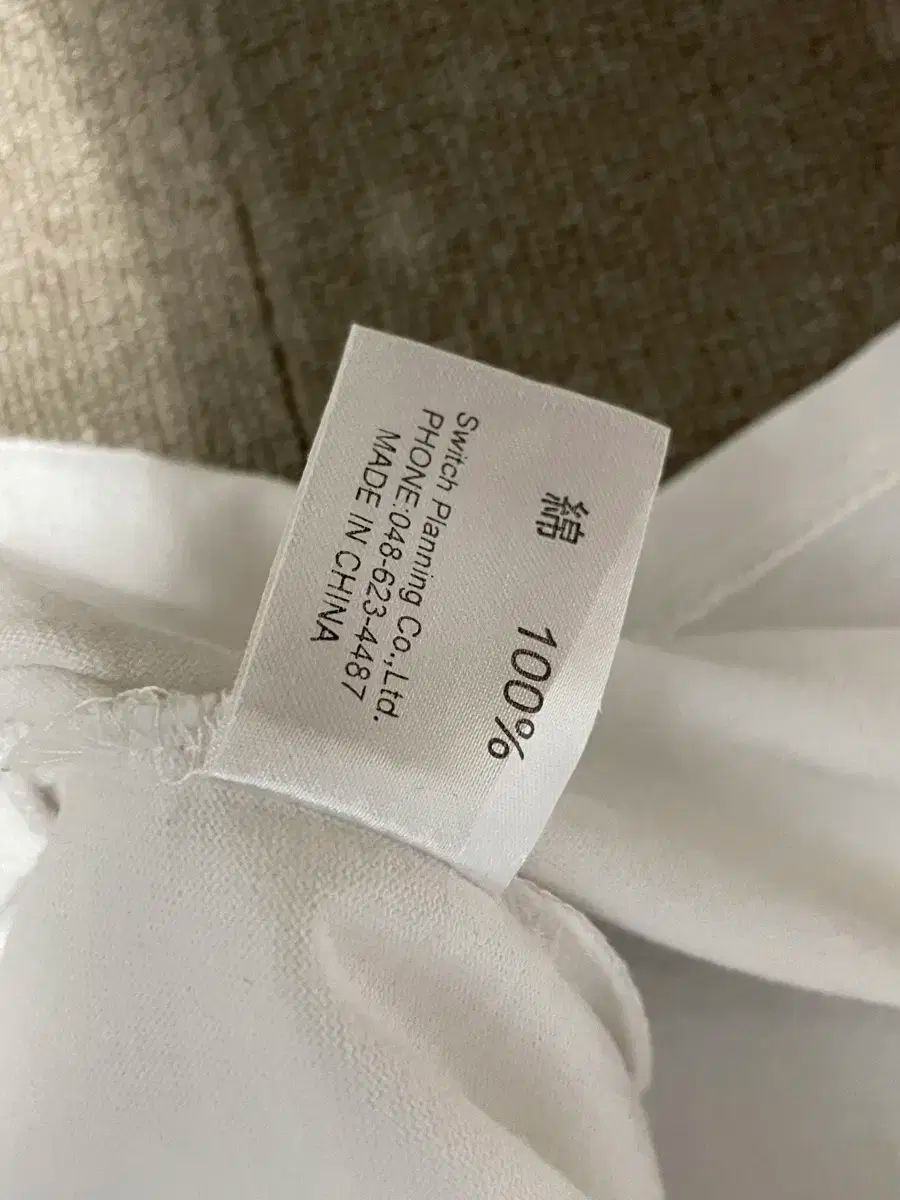 綿 100%
Switch Planning Co.,Ltd.
PHONE:048-623-4487
MADE IN CHINA